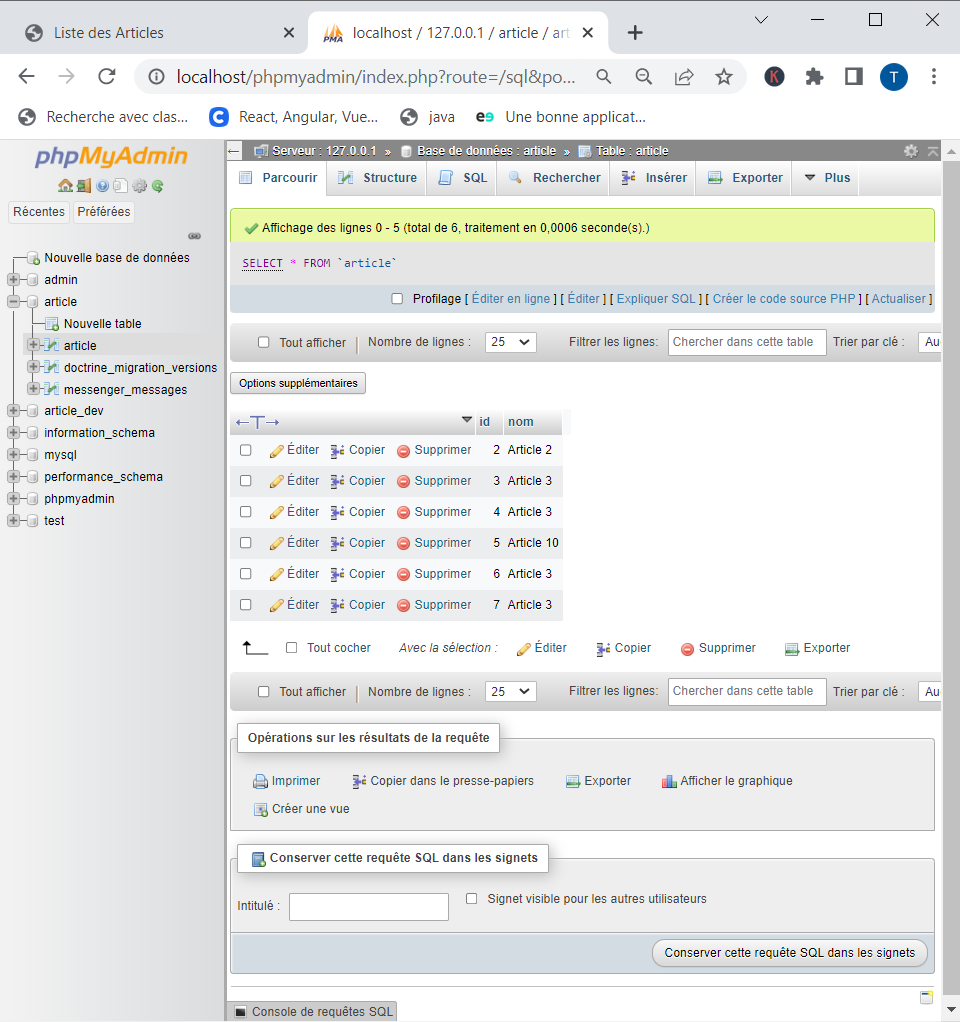 Liste des Articles
localhost / 127.0.0.1 / article / art
localhost/phpmyadmin/index.php?route=/sql&po...
K
T
Recherche avec clas...
React, Angular, Vue...
java
Une bonne applicat...
phpMyAdmin
Récentes
Préférées
Nouvelle base de données
admin
article
Nouvelle table
article
doctrine_migration_versions
messenger_messages
article_dev
information_schema
mysql
performance_schema
phpmyadmin
test
Serveur : 127.0.0.1 » Base de données : article » Table : article
Parcourir Structure SQL Rechercher Insérer Exporter Plus
Affichage des lignes 0 - 5 (total de 6, traitement en 0,0006 seconde(s).)
SELECT * FROM `article`
Profilage [ Éditer en ligne ] [ Éditer ] [ Expliquer SQL ] [ Créer le code source PHP ] [ Actualiser ]
Tout afficher Nombre de lignes : 25 Filtrer les lignes: Chercher dans cette table Trier par clé : Au
Options supplémentaires
←T→ id nom
Éditer Copier Supprimer 2 Article 2
Éditer Copier Supprimer 3 Article 3
Éditer Copier Supprimer 4 Article 3
Éditer Copier Supprimer 5 Article 10
Éditer Copier Supprimer 6 Article 3
Éditer Copier Supprimer 7 Article 3
Tout cocher Avec la sélection : Éditer Copier Supprimer Exporter
Tout afficher Nombre de lignes : 25 Filtrer les lignes: Chercher dans cette table Trier par clé : Au
Opérations sur les résultats de la requête
Imprimer Copier dans le presse-papiers Exporter Afficher le graphique
Créer une vue
Conserver cette requête SQL dans les signets
Intitulé : Signet visible pour les autres utilisateurs
Conserver cette requête SQL dans les signets
Console de requêtes SQL